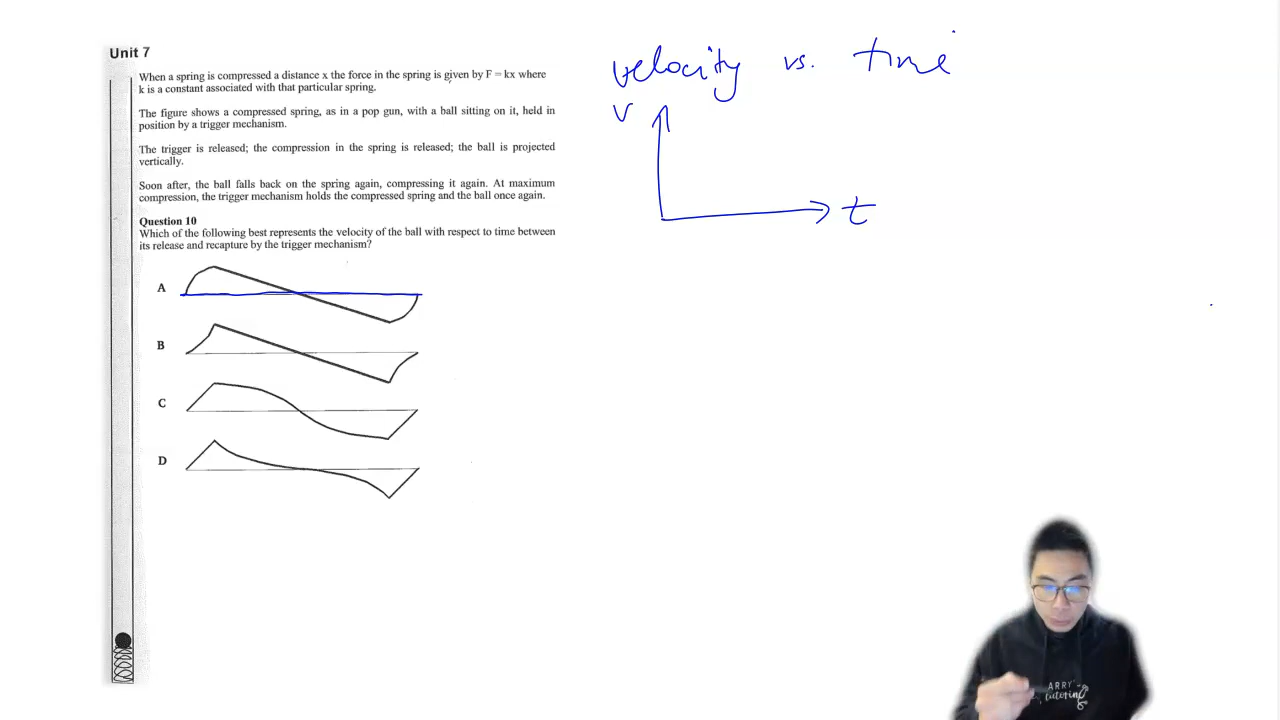 Unit 7
When a spring is compressed a distance x the force in the spring is given by F = kx where
k is a constant associated with that particular spring.
The figure shows a compressed spring, as in a pop gun, with a ball sitting on it, held in
position by a trigger mechanism.
The trigger is released; the compression in the spring is released; the ball is projected
vertically.
Soon after, the ball falls back on the spring again, compressing it again. At maximum
compression, the trigger mechanism holds the compressed spring and the ball once again.
Question 10
Which of the following best represents the velocity of the ball with respect to time between
its release and recapture by the trigger mechanism?
A
B
C
D
velocity vs. time
V
t
ARRY
tutoring